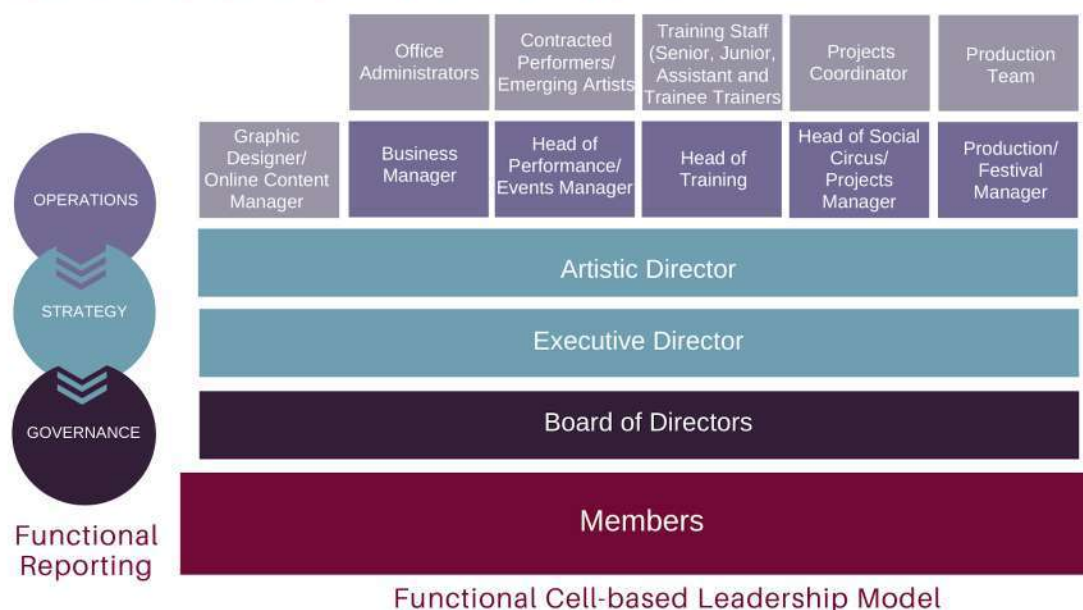 Office
Administrators
Contracted
Performers/
Emerging Artists
Training Staff
(Senior, Junior,
Assistant and
Trainee Trainers
Projects
Coordinator
Production
Team
Graphic
Designer/
Online Content
Manager
Business
Manager
Head of
Performance/
Events Manager
Head of
Training
Head of Social
Circus/
Projects
Manager
Production/
Festival
Manager
OPERATIONS
Artistic Director
STRATEGY
Executive Director
Board of Directors
GOVERNANCE
Members
Functional
Reporting
Functional Cell-based Leadership Model